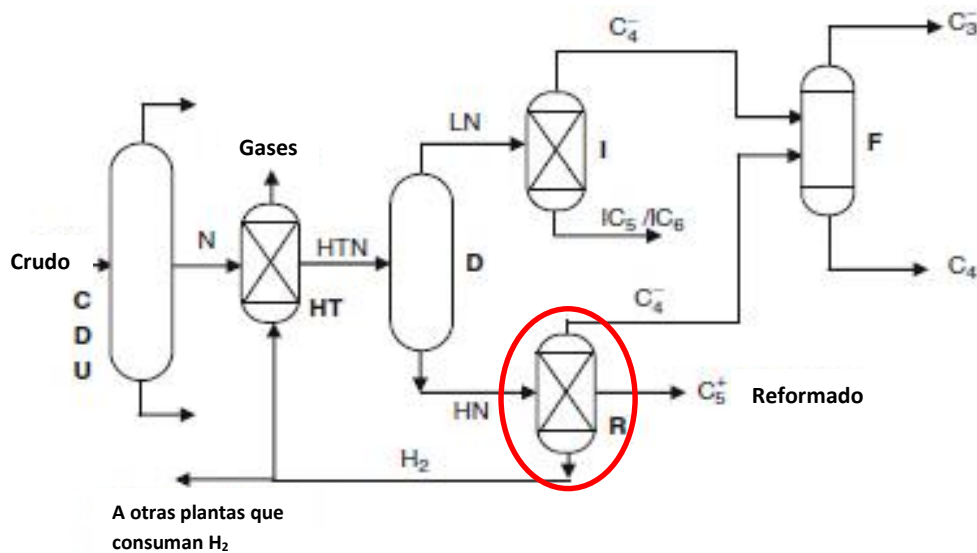 C₄⁻
C₃⁻
LN
I
F
Gases
IC₅ /IC₆
N
HTN
D
Crudo
C
D
U
HT
C₄⁻
C₄
HN
R
C₅⁺ Reformado
H₂
A otras plantas que
consuman H₂